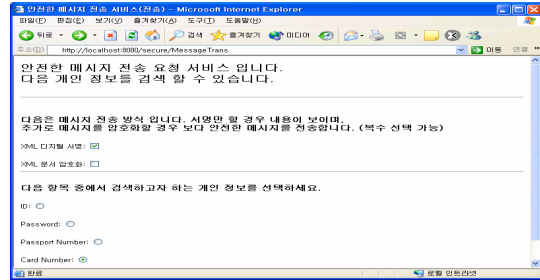 안전한 메시지 전송 서비스(전송) - Microsoft Internet Explorer
파일(F) 편집(E) 보기(V) 즐겨찾기(A) 도구(T) 도움말(H)
뒤로 검색 즐겨찾기 미디어
주소(D) http://localhost:8080/secure/MessageTrans 이동 연결 »
안전한 메시지 전송 요청 서비스 입니다.
다음 개인 정보를 검색 할 수 있습니다.
다음은 메시지 전송 방식 입니다. 서명만 할 경우 내용이 보이며,
추가로 메시지를 암호화할 경우 보다 안전한 메시지를 전송합니다. (복수 선택 가능)
XML 디지털 서명:
XML 문서 암호화:
다음 항목 중에서 검색하고자 하는 개인 정보를 선택하세요.
ID:
Password:
Passport Number:
Card Number:
완료 로컬 인트라넷